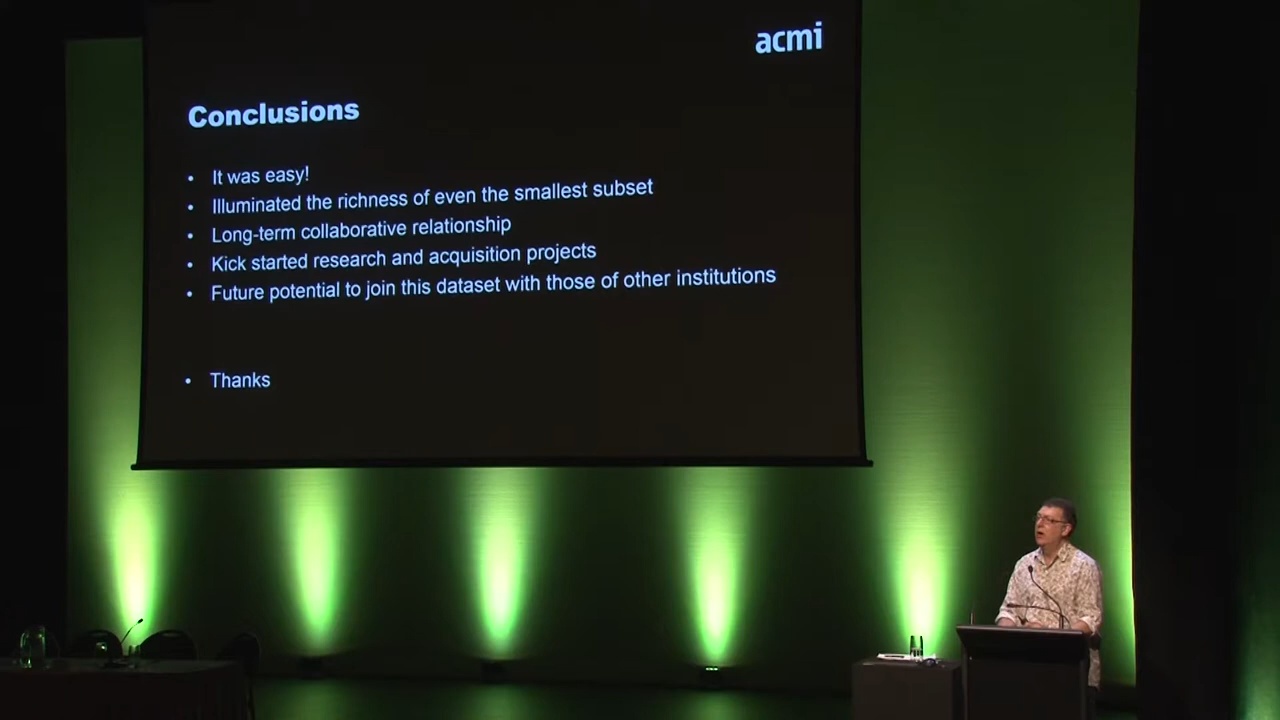 acmi
Conclusions
• It was easy!
• Illuminated the richness of even the smallest subset
• Long-term collaborative relationship
• Kick started research and acquisition projects
• Future potential to join this dataset with those of other institutions
• Thanks